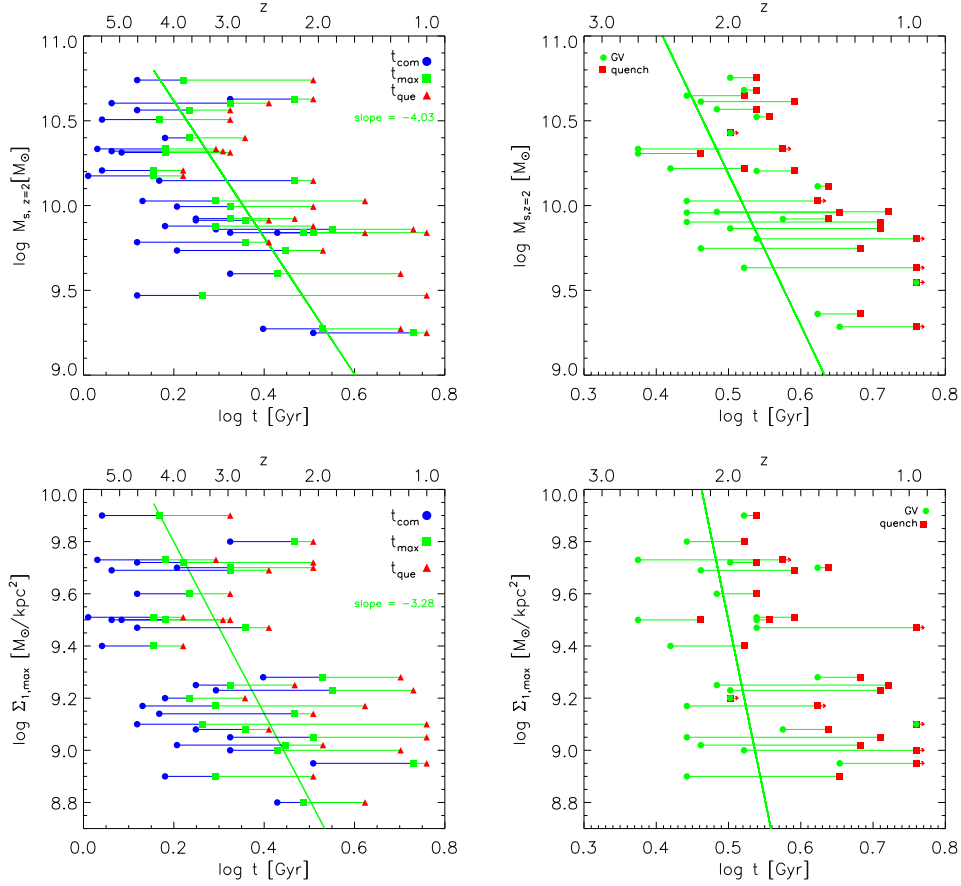 z
z
5.0 4.0 3.0 2.0 1.0
3.0 2.0 1.0
11.0
10.5
10.0
9.5
9.0
log M_{s, z=2} [M_⊙]
t_com
t_max
t_que
slope = −4.03
0.0 0.2 0.4 0.6 0.8
log t [Gyr]
11.0
10.5
10.0
9.5
9.0
log M_{s,z=2} [M_⊙]
GV
quench
0.3 0.4 0.5 0.6 0.7 0.8
log t [Gyr]
z
z
5.0 4.0 3.0 2.0 1.0
3.0 2.0 1.0
10.0
9.8
9.6
9.4
9.2
9.0
8.8
log Σ_{1,max} [M_⊙/kpc²]
t_com
t_max
t_que
slope = −3.28
0.0 0.2 0.4 0.6 0.8
log t [Gyr]
10.0
9.8
9.6
9.4
9.2
9.0
8.8
log Σ_{1,max} [M_⊙/kpc²]
GV
quench
0.3 0.4 0.5 0.6 0.7 0.8
log t [Gyr]